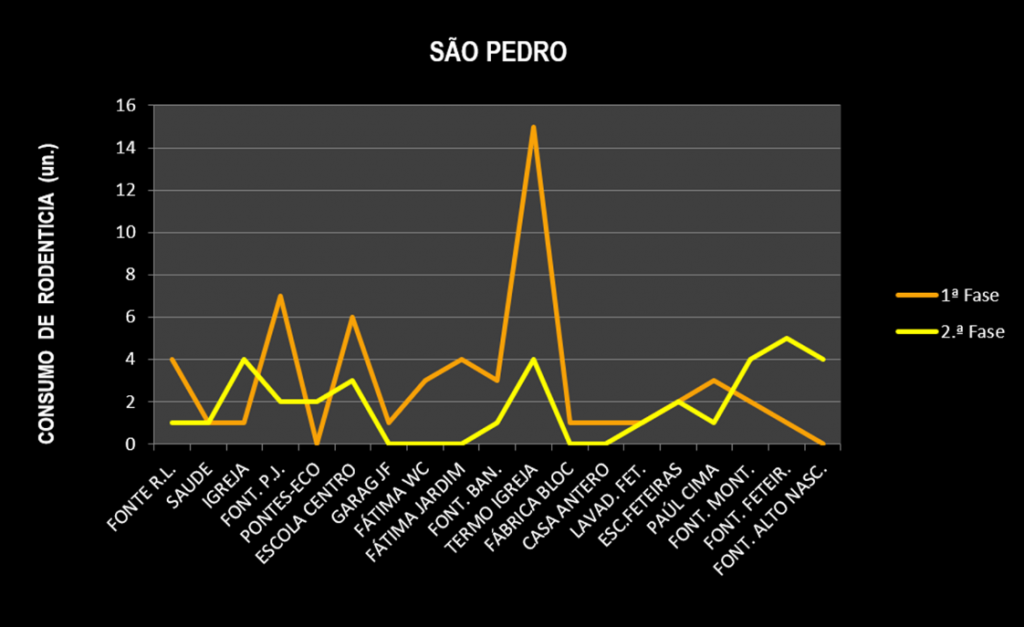 SÃO PEDRO
CONSUMO DE RODENTICIA (un.)
16
14
12
10
8
6
4
2
0
FONTE R.L.
SAUDE
IGREJA
FONT. P.J.
PONTES-ECO
ESCOLA CENTRO
GARAG JF
FÁTIMA WC
FÁTIMA JARDIM
FONT. BAN.
TERMO IGREJA
FÁBRICA BLOC
CASA ANTERO
LAVAD. FET.
ESC.FETEIRAS
PAÚL CIMA
FONT. MONT.
FONT. FETEIR.
FONT. ALTO NASC.
1ª Fase
2.ª Fase